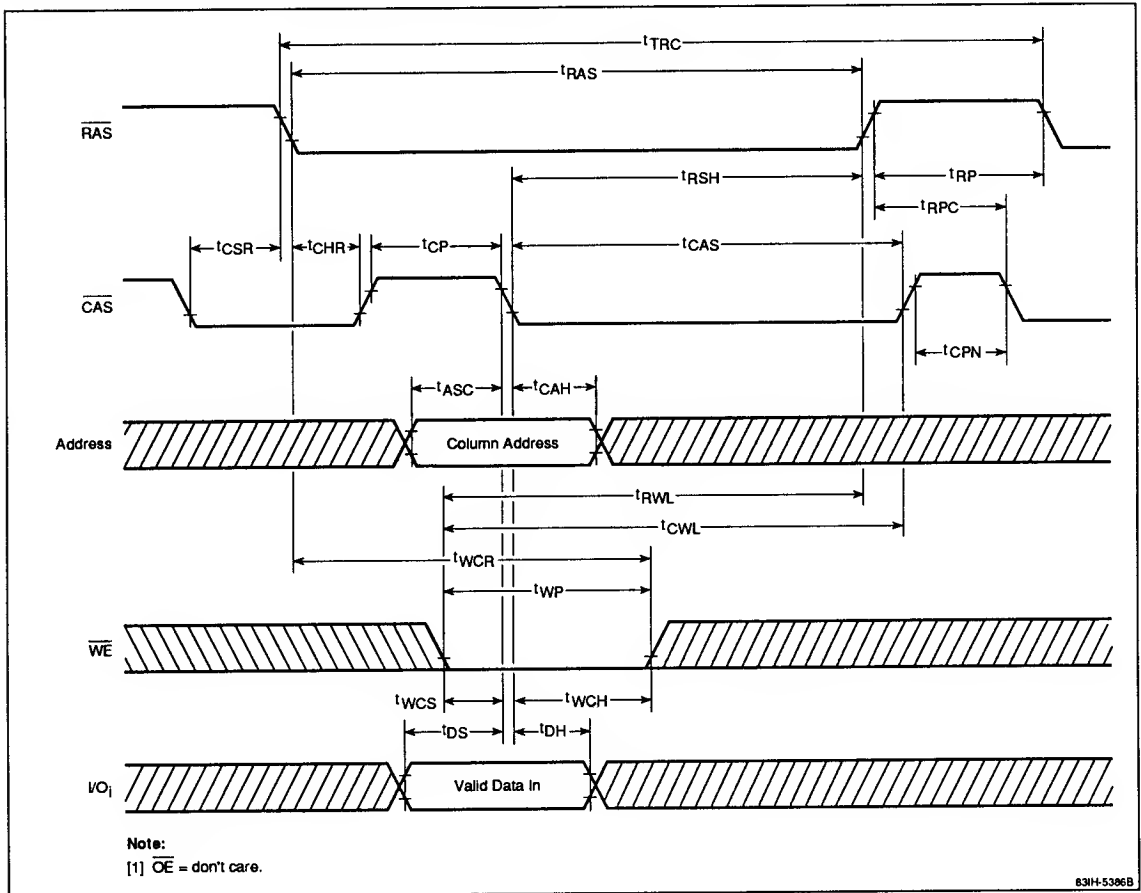 tTRC
tRAS
RAS
tRSH
tRP
tRPC
tCSR
tCHR
tCP
tCAS
CAS
tCPN
tASC
tCAH
Address
Column Address
tRWL
tCWL
tWCR
tWP
WE
tWCS
tWCH
tDS
tDH
I/Oi
Valid Data In
Note:
[1] OE = don't care.
83IH-5386B